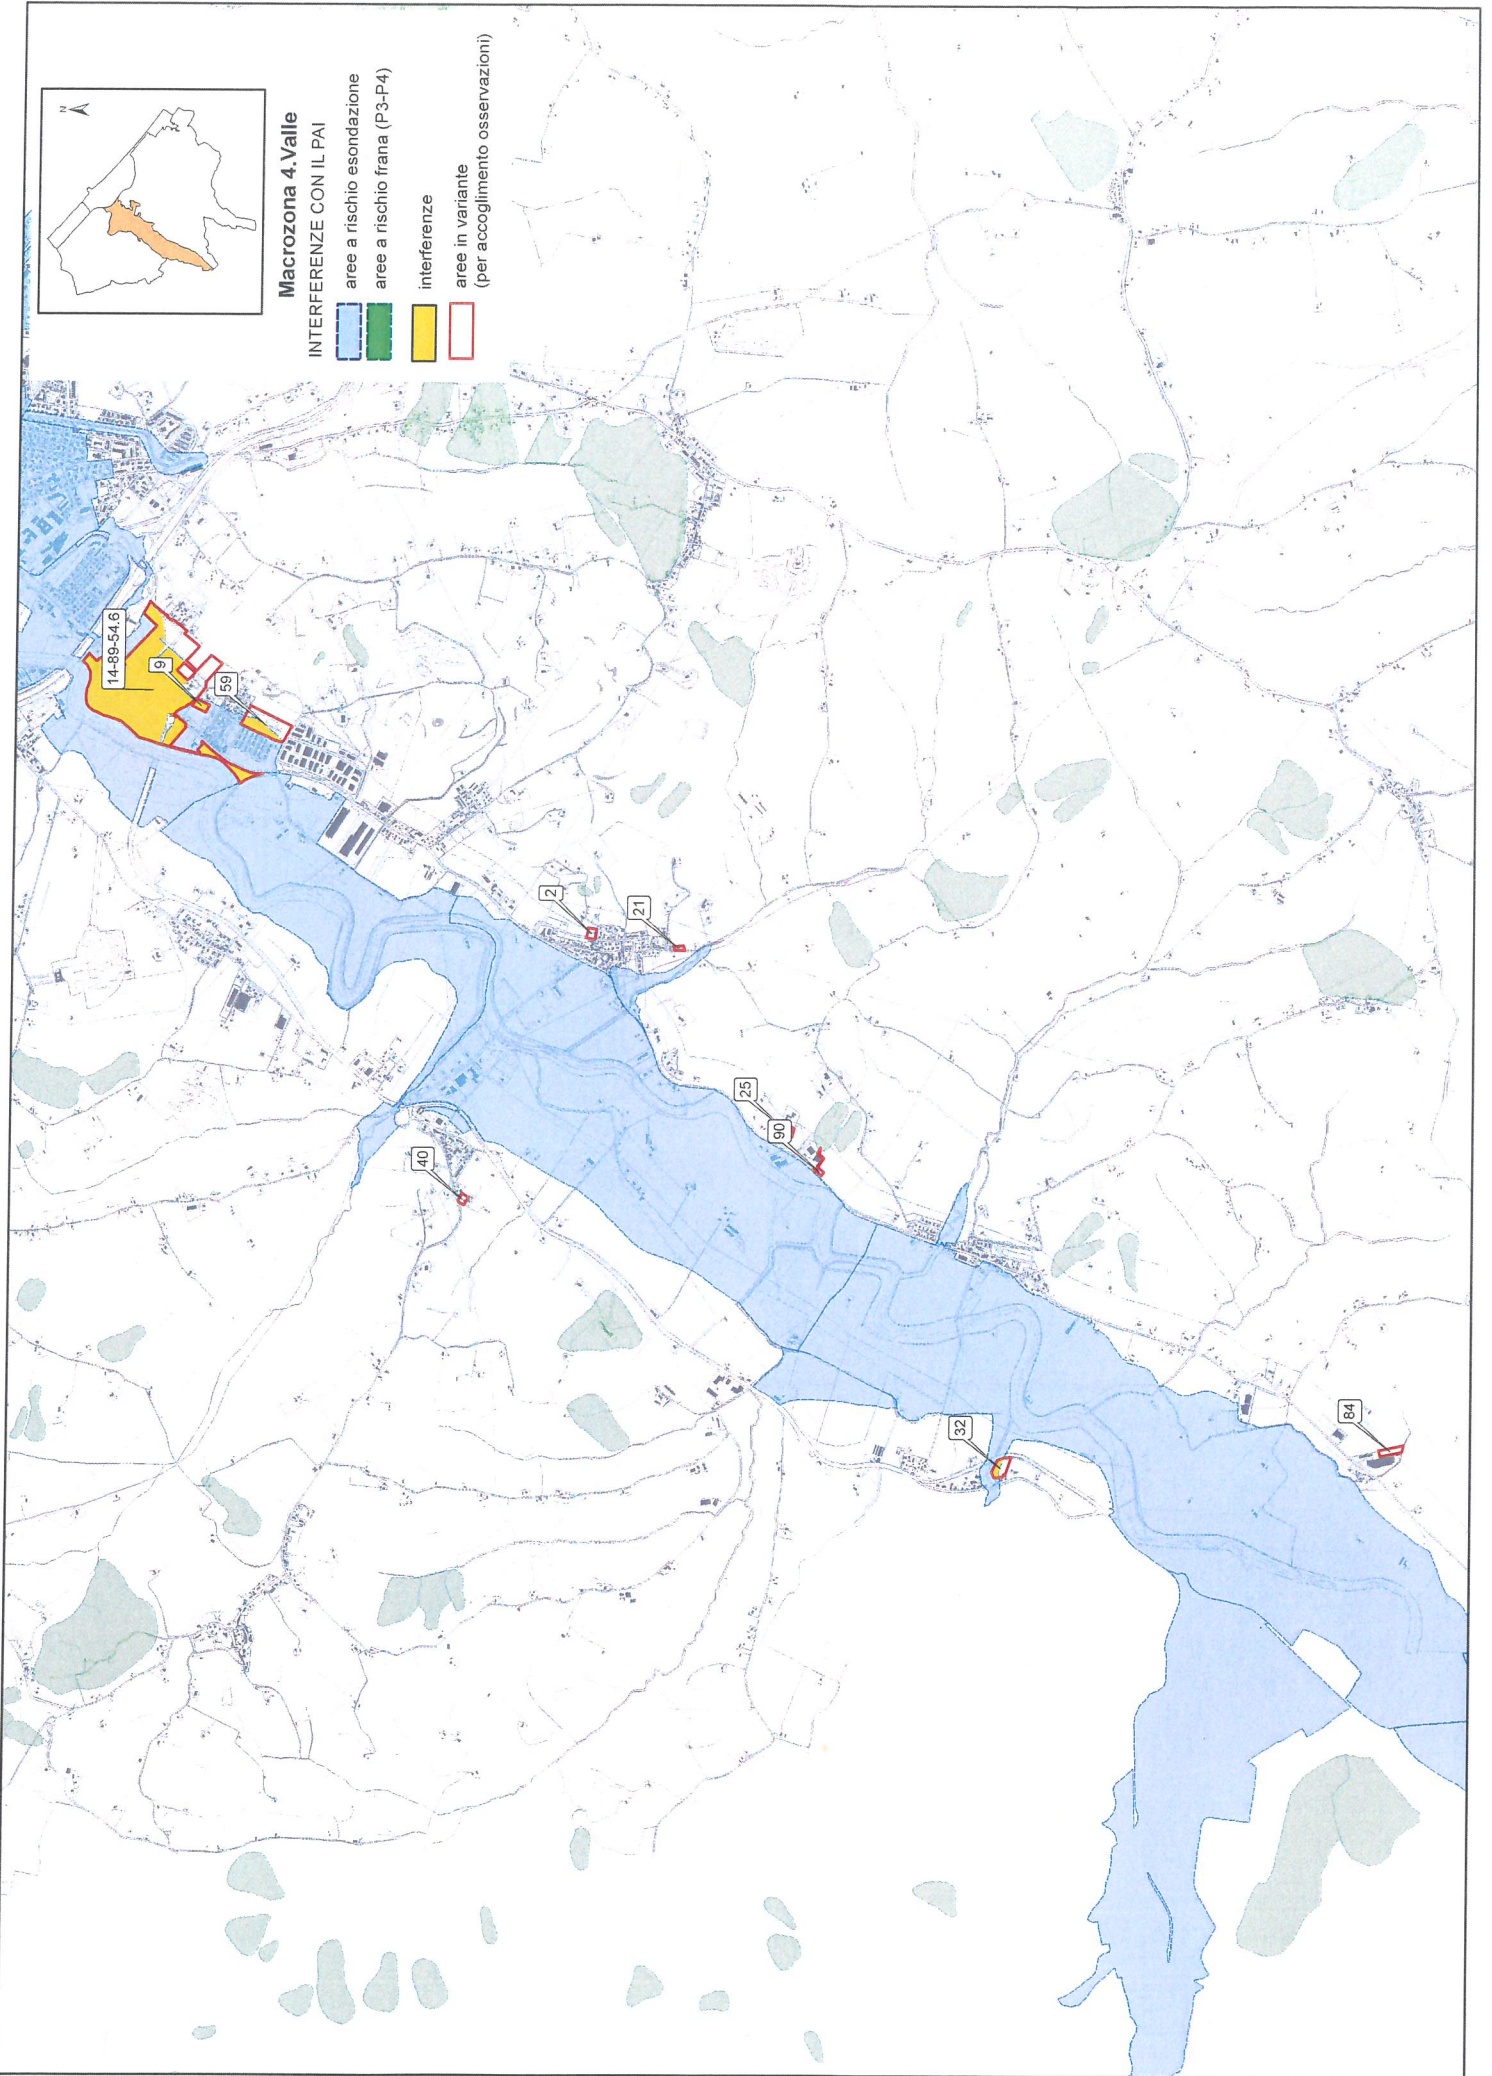 N
Macrozona 4.Valle
INTERFERENZE CON IL PAI
aree a rischio esondazione
aree a rischio frana (P3-P4)
interferenze
aree in variante
(per accoglimento osservazioni)
14-89-54.6
9
59
2
21
25
90
40
32
84